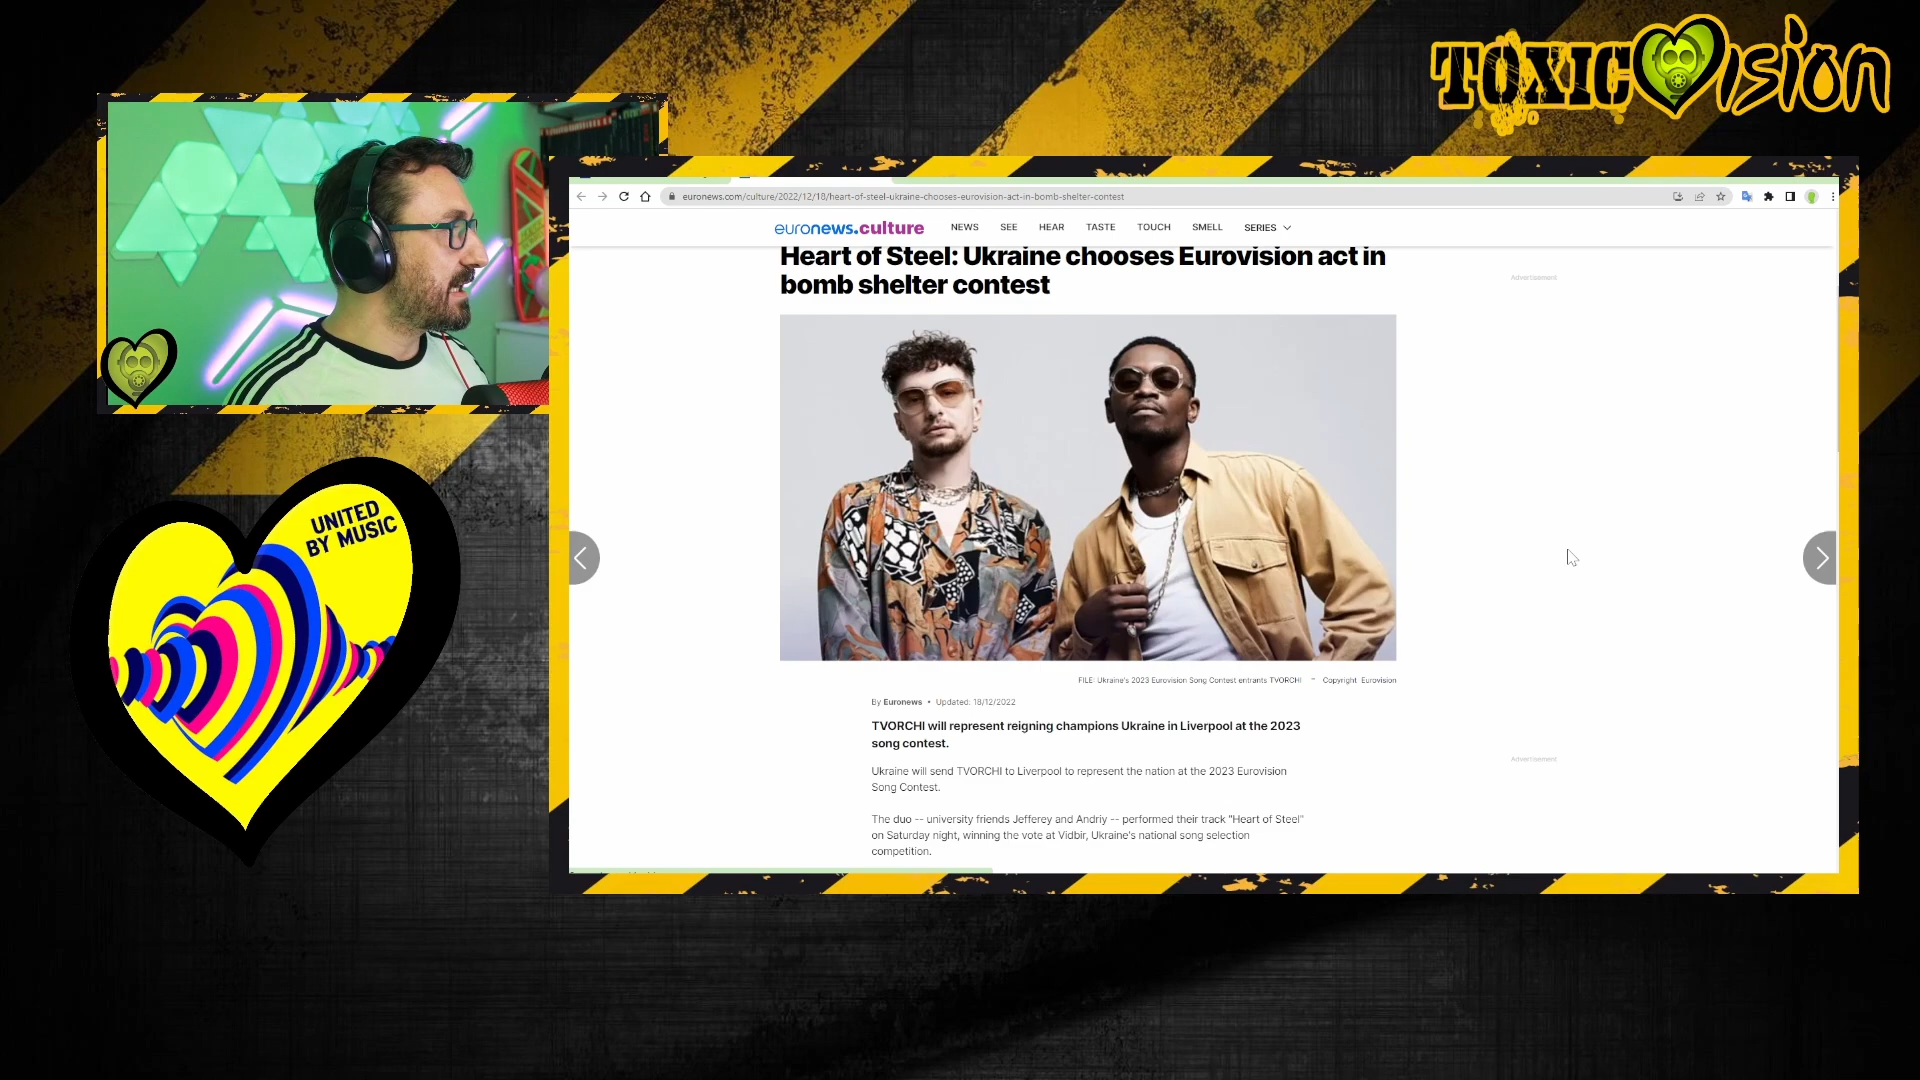 TOXICVision
euronews.com/culture/2022/12/18/heart-of-steel-ukraine-chooses-eurovision-act-in-bomb-shelter-contest
euronews.culture NEWS SEE HEAR TASTE TOUCH SMELL SERIES
Heart of Steel: Ukraine chooses Eurovision act in
bomb shelter contest
Advertisement
FILE: Ukraine's 2023 Eurovision Song Contest entrants TVORCHI - Copyright Eurovision
By Euronews • Updated: 18/12/2022
TVORCHI will represent reigning champions Ukraine in Liverpool at the 2023
song contest.
Advertisement
Ukraine will send TVORCHI to Liverpool to represent the nation at the 2023 Eurovision
Song Contest.
The duo -- university friends Jefferey and Andriy -- performed their track "Heart of Steel"
on Saturday night, winning the vote at Vidbir, Ukraine's national song selection
competition.
UNITED
BY MUSIC